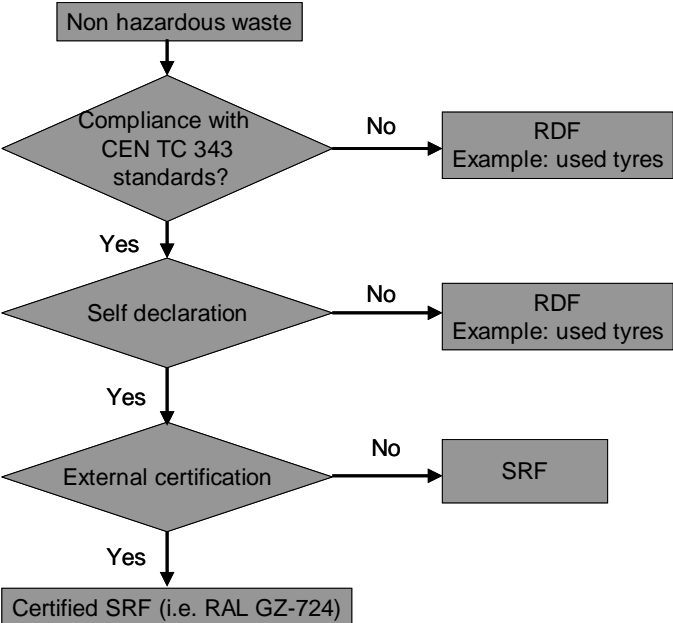 Non hazardous waste
Compliance with
CEN TC 343
standards?
No
RDF
Example: used tyres
Yes
Self declaration
No
RDF
Example: used tyres
Yes
External certification
No
SRF
Yes
Certified SRF (i.e. RAL GZ-724)